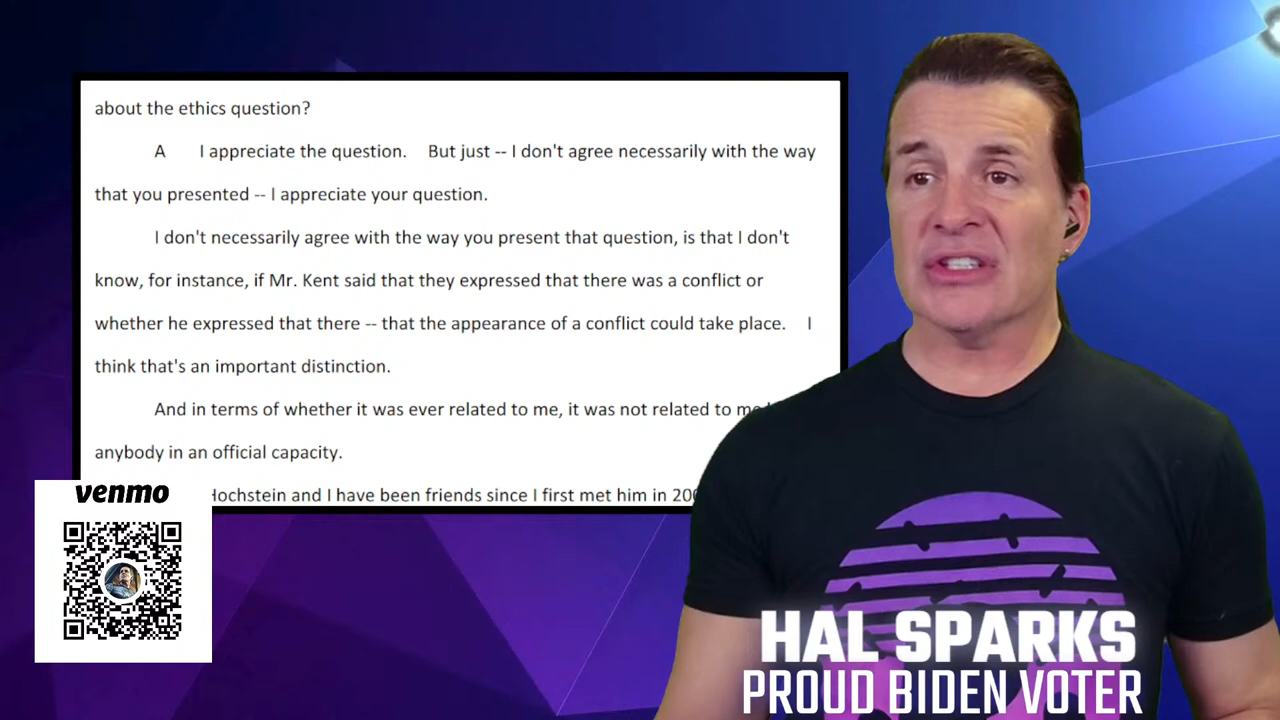 about the ethics question?
A I appreciate the question. But just -- I don't agree necessarily with the way
that you presented -- I appreciate your question.
I don't necessarily agree with the way you present that question, is that I don't
know, for instance, if Mr. Kent said that they expressed that there was a conflict or
whether he expressed that there -- that the appearance of a conflict could take place. I
think that's an important distinction.
And in terms of whether it was ever related to me, it was not related to me
anybody in an official capacity.
Hochstein and I have been friends since I first met him in
venmo
HAL SPARKS
PROUD BIDEN VOTER